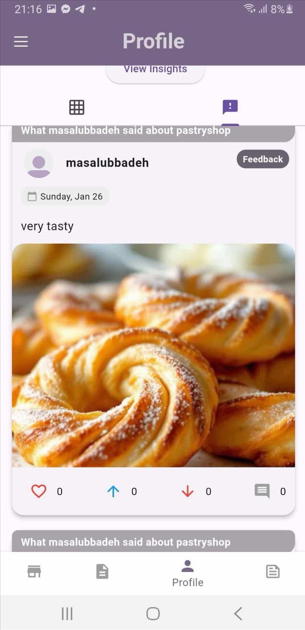 21:16 8%
Profile
View Insights
What masalubbadeh said about pastryshop
masalubbadeh
Feedback
Sunday, Jan 26
very tasty
0 0 0 0
What masalubbadeh said about pastryshop
Profile